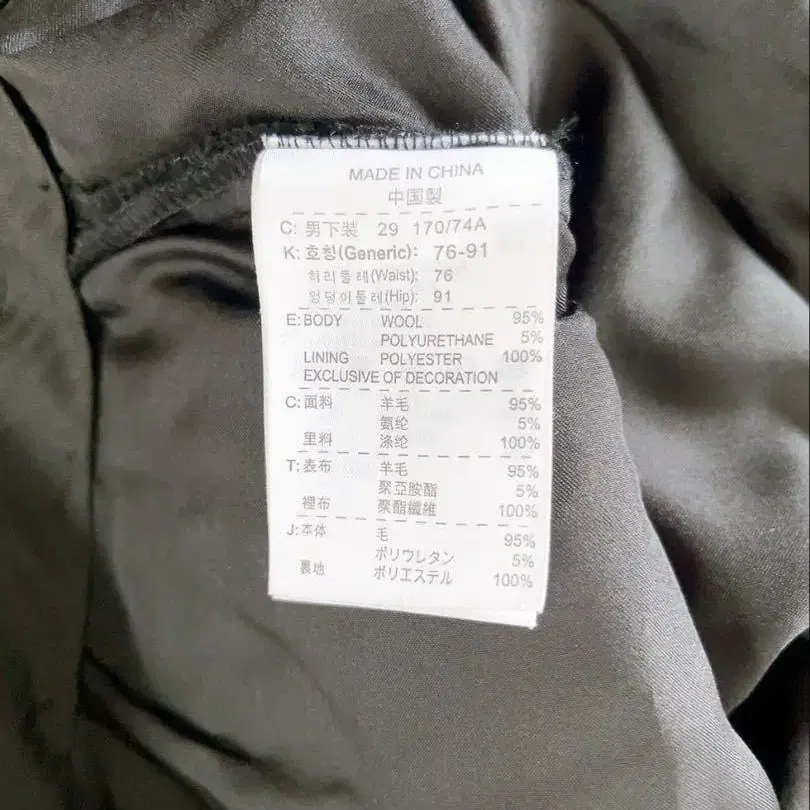 MADE IN CHINA
中国製
C: 男下装 29 170/74A
K: 호칭(Generic): 76-91
허리둘레(Waist): 76
엉덩이둘레(Hip): 91
E: BODY WOOL 95%
POLYURETHANE 5%
LINING POLYESTER 100%
EXCLUSIVE OF DECORATION
C: 面料 羊毛 95%
氨纶 5%
里料 涤纶 100%
T: 表布 羊毛 95%
聚亞胺酯 5%
裡布 聚酯纖維 100%
J: 本体 毛 95%
ポリウレタン 5%
裏地 ポリエステル 100%